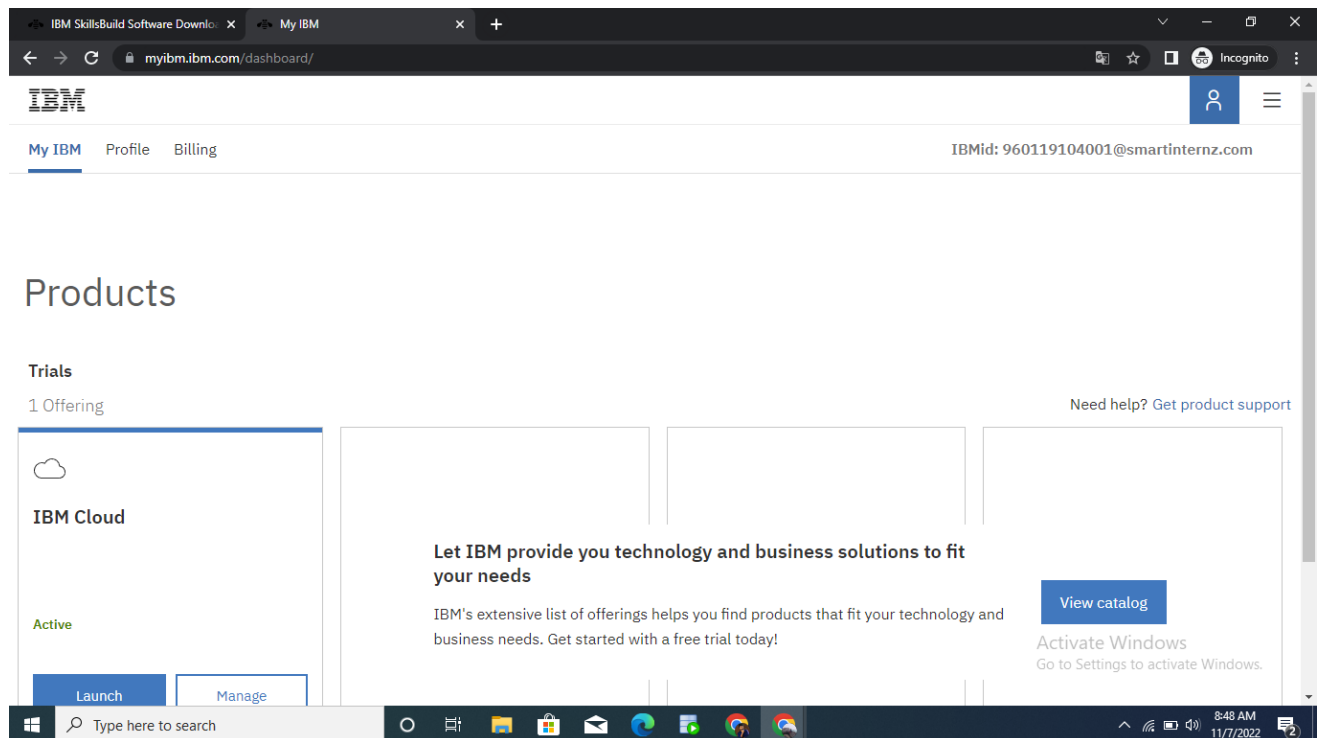 IBM SkillsBuild Software Downlo
My IBM
myibm.ibm.com/dashboard/
Incognito
IBM
My IBM Profile Billing
IBMid: 960119104001@smartinternz.com
Products
Trials
1 Offering
Need help? Get product support
IBM Cloud
Active
Launch Manage
Let IBM provide you technology and business solutions to fit
your needs
IBM's extensive list of offerings helps you find products that fit your technology and
business needs. Get started with a free trial today!
View catalog
Activate Windows
Go to Settings to activate Windows.
Type here to search
8:48 AM
11/7/2022
2